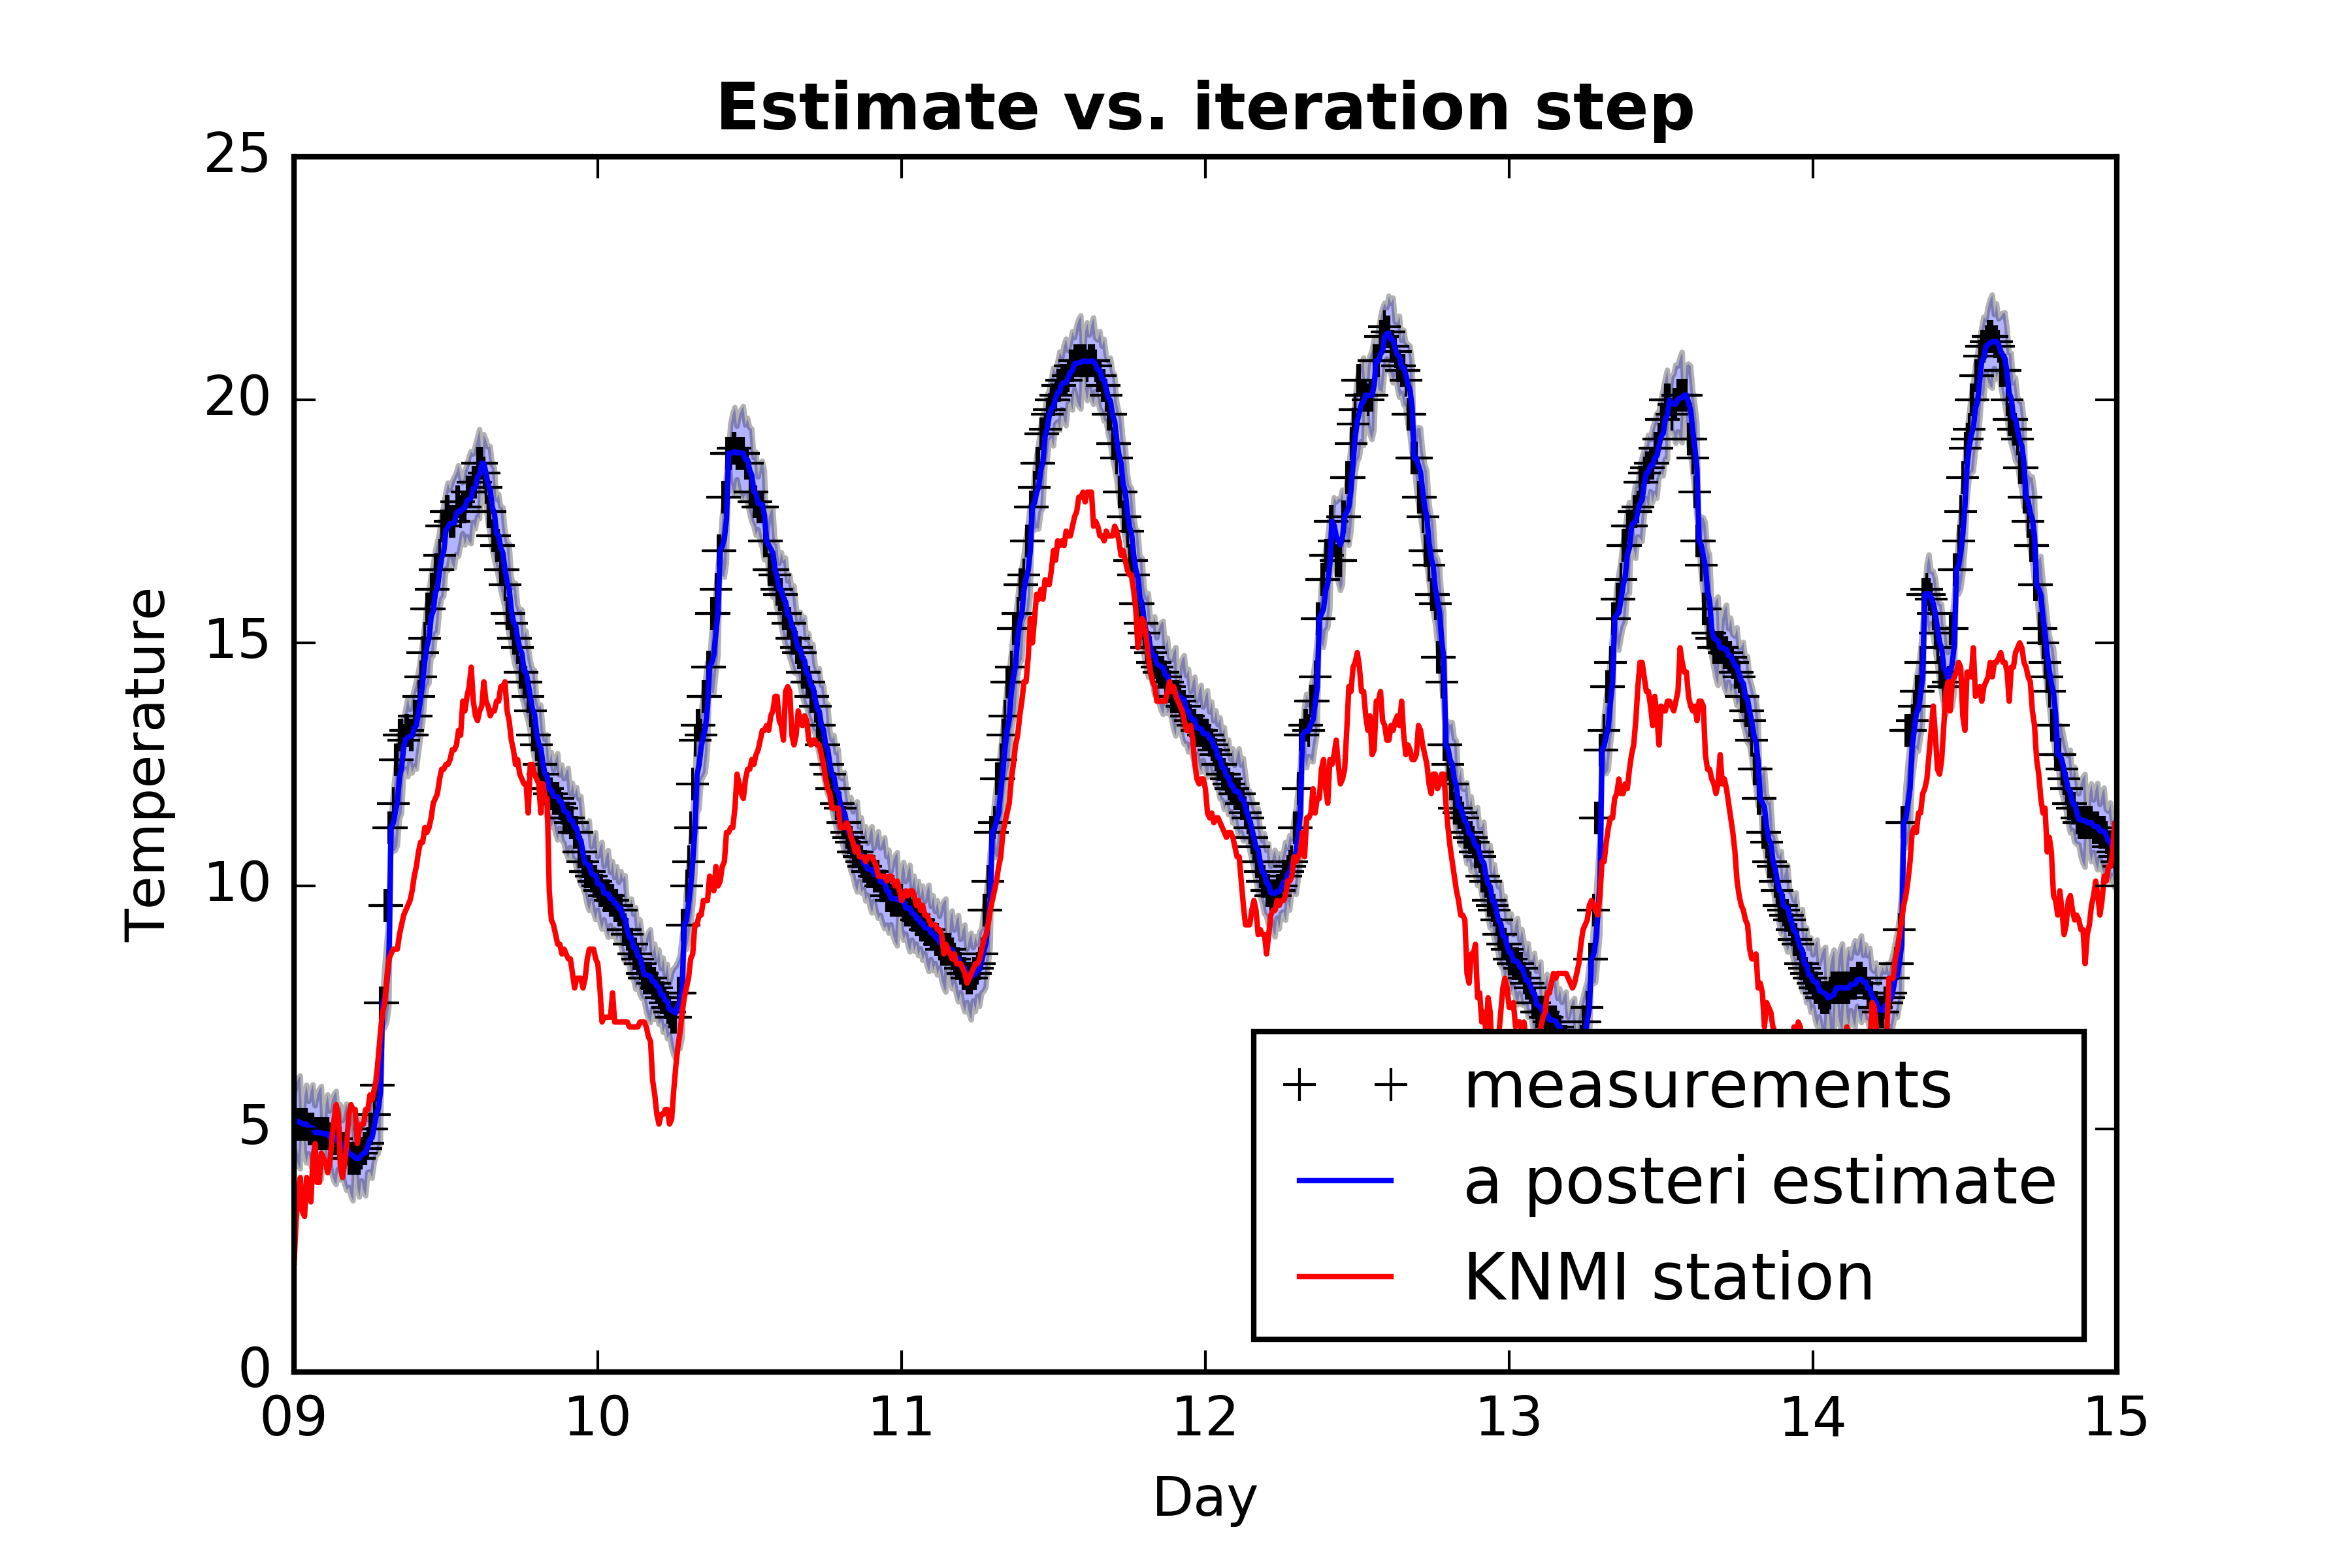 Estimate vs. iteration step
25
20
15
10
5
0
Temperature
measurements
a posteri estimate
KNMI station
09 10 11 12 13 14 15
Day